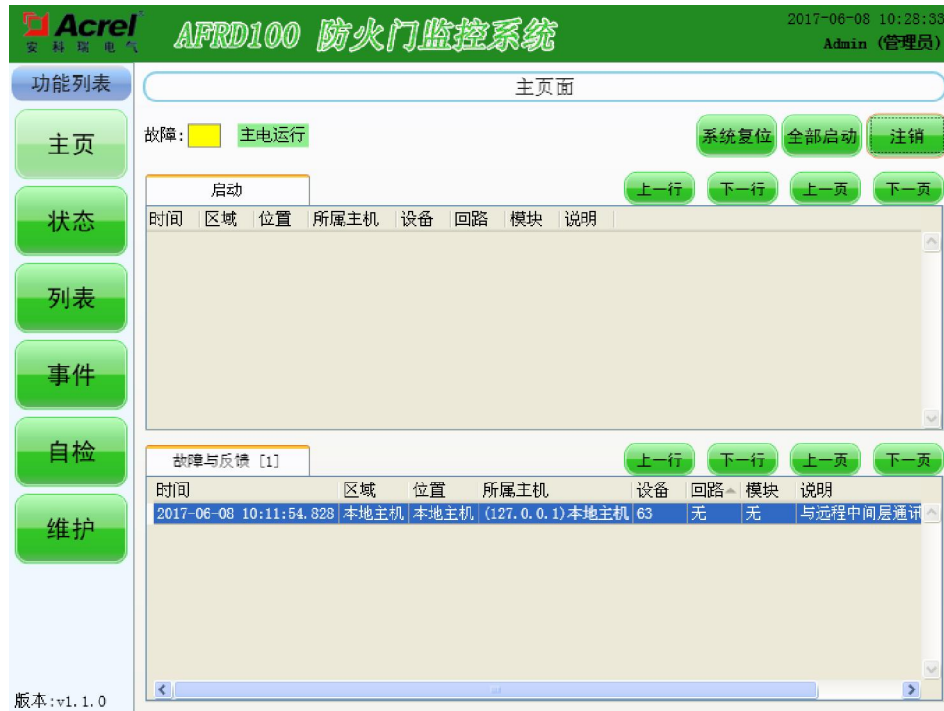 Acrel
安科瑞电气
AFRD100 防火门监控系统
2017-06-08 10:28:33
Admin (管理员)
功能列表
主页面
主页
状态
列表
事件
自检
维护
版本:v1.1.0
故障: 主电运行
系统复位 全部启动 注销
启动
上一行 下一行 上一页 下一页
时间 区域 位置 所属主机 设备 回路 模块 说明
故障与反馈 [1]
上一行 下一行 上一页 下一页
时间 区域 位置 所属主机 设备 回路 模块 说明
2017-06-08 10:11:54.828 本地主机 本地主机 (127.0.0.1)本地主机 63 无 无 与远程中间层通讯